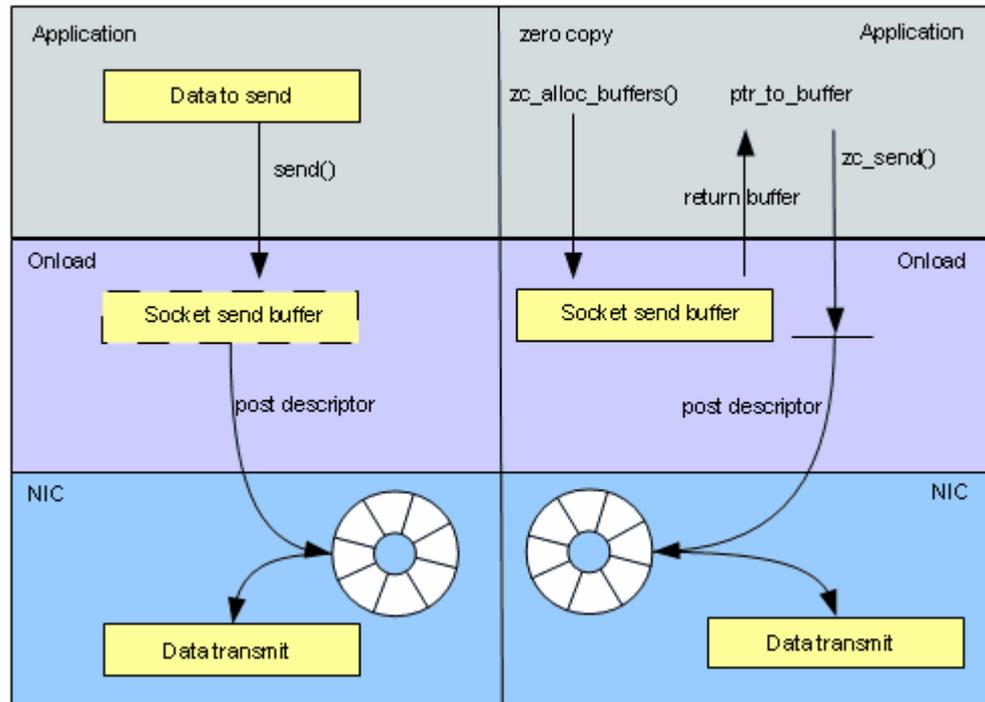 Application
Data to send
send()
Onload
Socket send buffer
post descriptor
NIC
Data transmit
zero copy
Application
zc_alloc_buffers()
ptr_to_buffer
zc_send()
return buffer
Onload
Socket send buffer
post descriptor
NIC
Data transmit